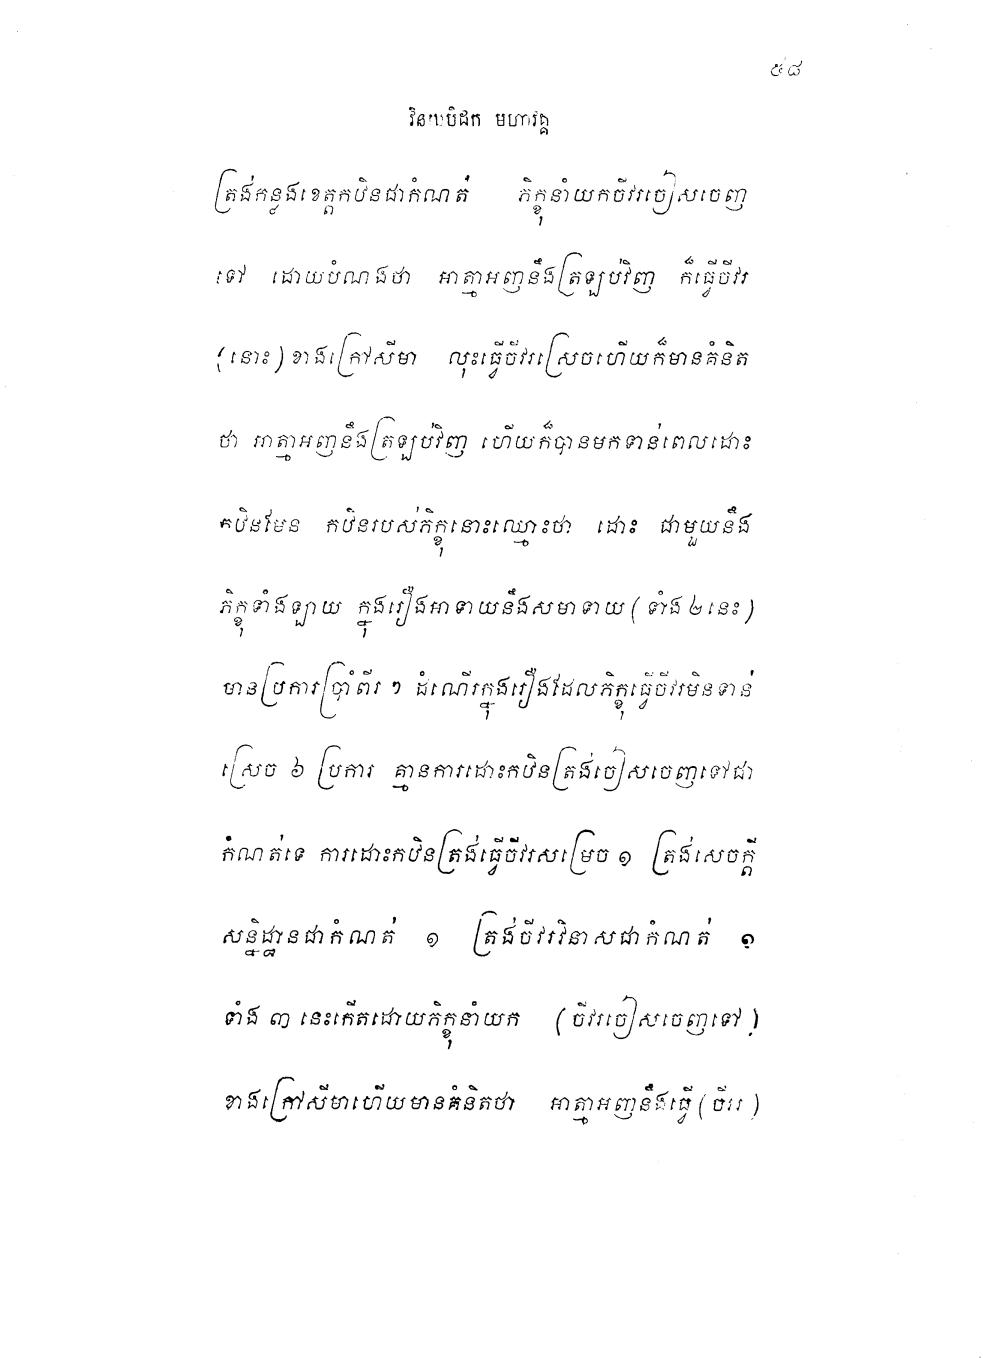 ៥៨
វិនយបិដក មហាវគ្គ
ត្រង់កន្លងខេត្តកឋិនជាកំណត់ ភិក្ខុនាំយកចីវរចៀសចេញ
ទៅ ដោយបំណងថា អាត្មាអញនឹងត្រឡប់វិញ ក៏ធ្វើចីវរ
(នោះ) ខាងក្រៅសីមា លុះធ្វើចីវរស្រេចហើយក៏មានគំនិត
ថា អាត្មាអញនឹងត្រឡប់វិញ ហើយក៏បានមកទាន់ពេលដោះ
កឋិនមែន កឋិនរបស់ភិក្ខុនោះឈ្មោះថា ដោះ ជាមួយនឹង
ភិក្ខុទាំងឡាយ ក្នុងរឿងអាទាយនឹងសមាទាយ (ទាំង ២ នេះ)
មានប្រការប្រាំពីរ ៗ ដំណើរក្នុងរឿងដែលភិក្ខុធ្វើចីវរមិនទាន់
ស្រេច ៦ ប្រការ គ្មានការដោះកឋិនត្រង់ចៀសចេញទៅជា
កំណត់ទេ ការដោះកឋិនត្រង់ធ្វើចីវរសម្រេច ១ ត្រង់សេចក្តី
សន្និដ្ឋានជាកំណត់ ១ ត្រង់ចីវរវិនាសជាកំណត់ ១
ទាំង ៣ នេះកើតដោយភិក្ខុនាំយក (ចីវរចៀសចេញទៅ)
ខាងក្រៅសីមាហើយមានគំនិតថា អាត្មាអញនឹងធ្វើ (ចីវរ)